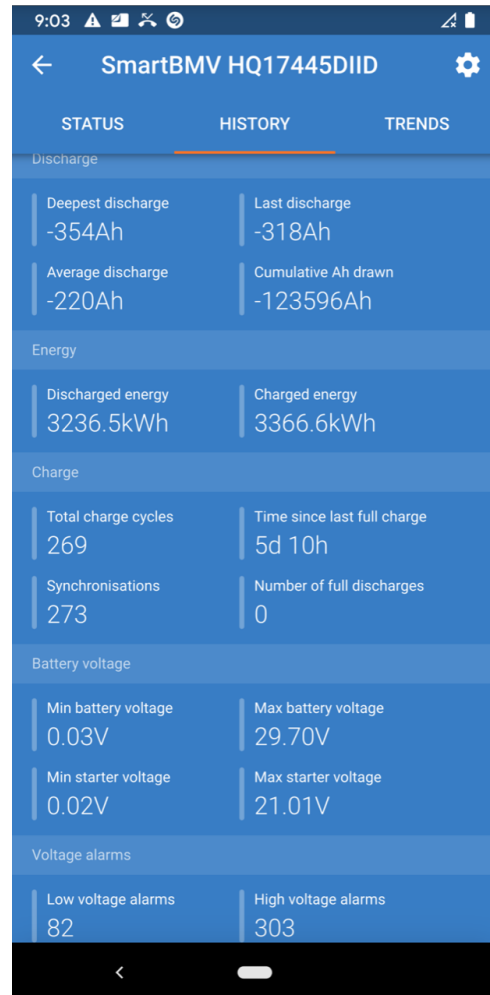 9:03
SmartBMV HQ17445DIID
STATUS HISTORY TRENDS
Discharge
Deepest discharge Last discharge
-354Ah -318Ah
Average discharge Cumulative Ah drawn
-220Ah -123596Ah
Energy
Discharged energy Charged energy
3236.5kWh 3366.6kWh
Charge
Total charge cycles Time since last full charge
269 5d 10h
Synchronisations Number of full discharges
273 0
Battery voltage
Min battery voltage Max battery voltage
0.03V 29.70V
Min starter voltage Max starter voltage
0.02V 21.01V
Voltage alarms
Low voltage alarms High voltage alarms
82 303